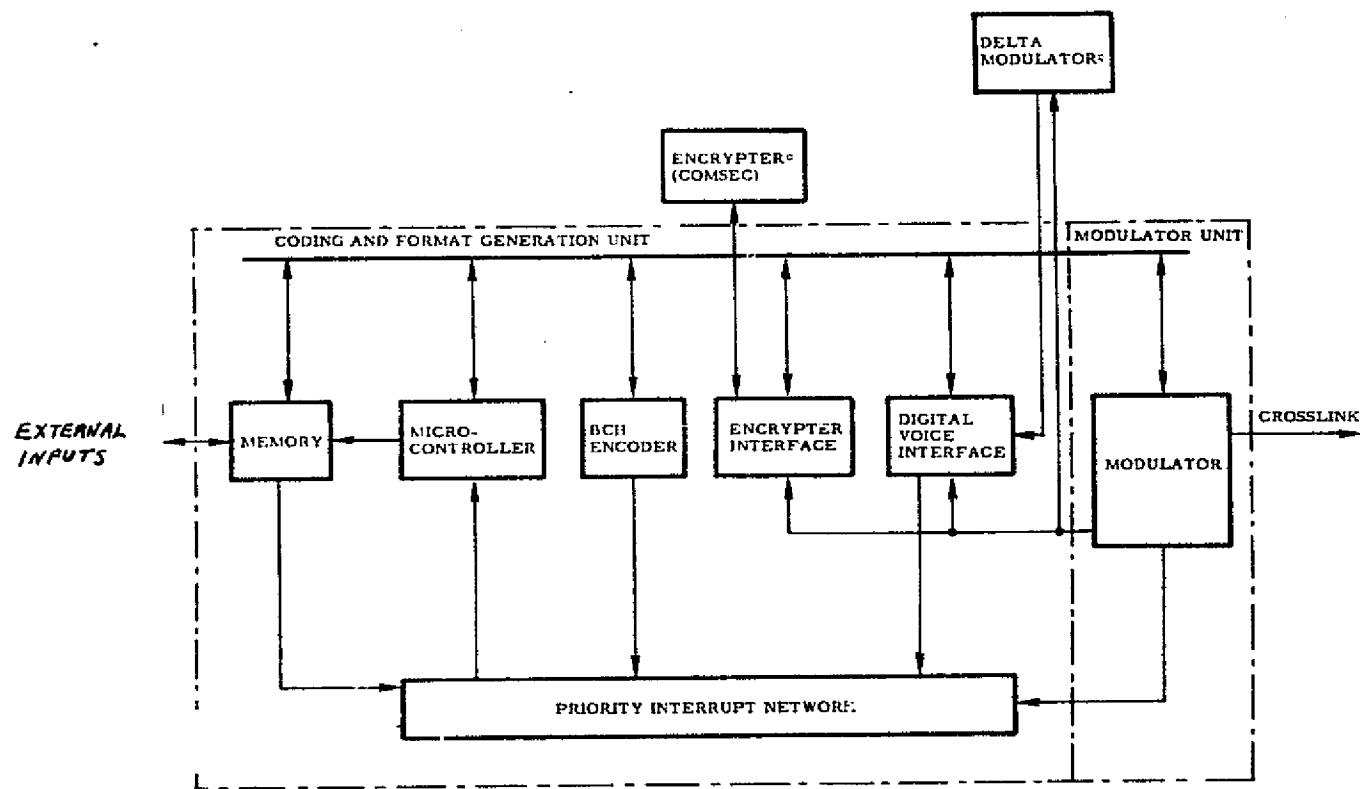 DELTA
MODULATOR
ENCRYPTER
(COMSEC)
CODING AND FORMAT GENERATION UNIT
MODULATOR UNIT
EXTERNAL
INPUTS
MEMORY
MICRO-
CONTROLLER
BCH
ENCODER
ENCRYPTER
INTERFACE
DIGITAL
VOICE
INTERFACE
MODULATOR
CROSSLINK
PRIORITY INTERRUPT NETWORK